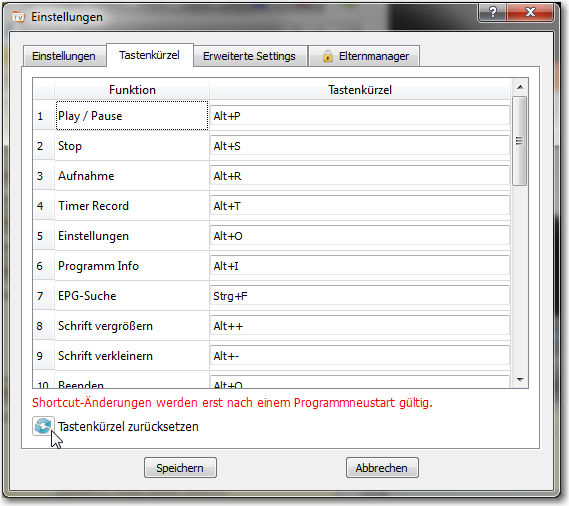 TV Einstellungen
Einstellungen Tastenkürzel Erweiterte Settings Elternmanager
Funktion Tastenkürzel
1 Play / Pause Alt+P
2 Stop Alt+S
3 Aufnahme Alt+R
4 Timer Record Alt+T
5 Einstellungen Alt+O
6 Programm Info Alt+I
7 EPG-Suche Strg+F
8 Schrift vergrößern Alt++
9 Schrift verkleinern Alt+-
10 Beenden
Shortcut-Änderungen werden erst nach einem Programmneustart gültig.
Tastenkürzel zurücksetzen
Speichern Abbrechen